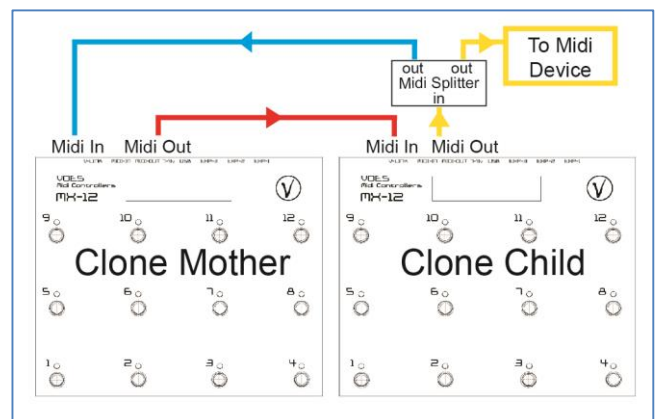 To Midi
Device
out out
Midi Splitter
in
Midi In Midi Out
Midi In Midi Out
VOES
Midi Controllers
MX-12
V
9 10 11 12
Clone Mother
5 6 7 8
1 2 3 4
VOES
Midi Controllers
MX-12
V
9 10 11 12
Clone Child
5 6 7 8
1 2 3 4